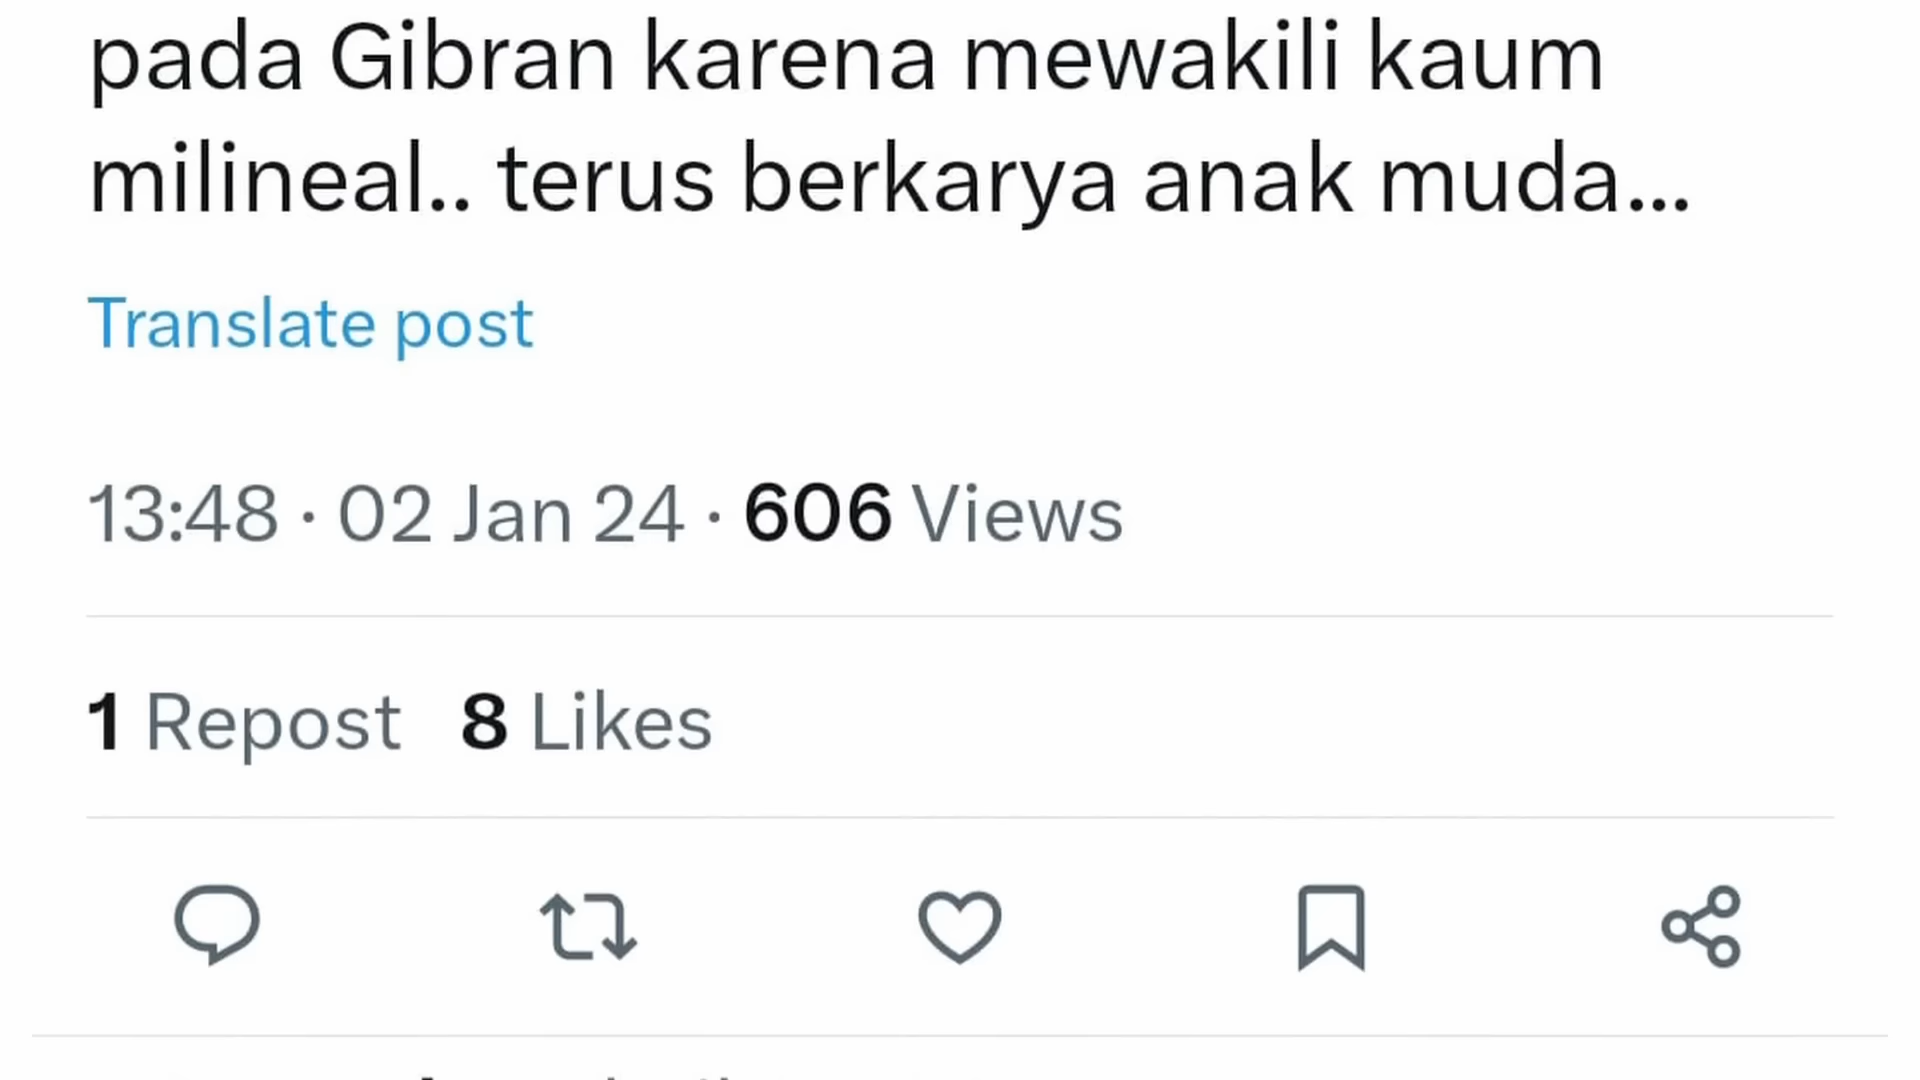 pada Gibran karena mewakili kaum
milineal.. terus berkarya anak muda...
Translate post
13:48 · 02 Jan 24 · 606 Views
1 Repost 8 Likes